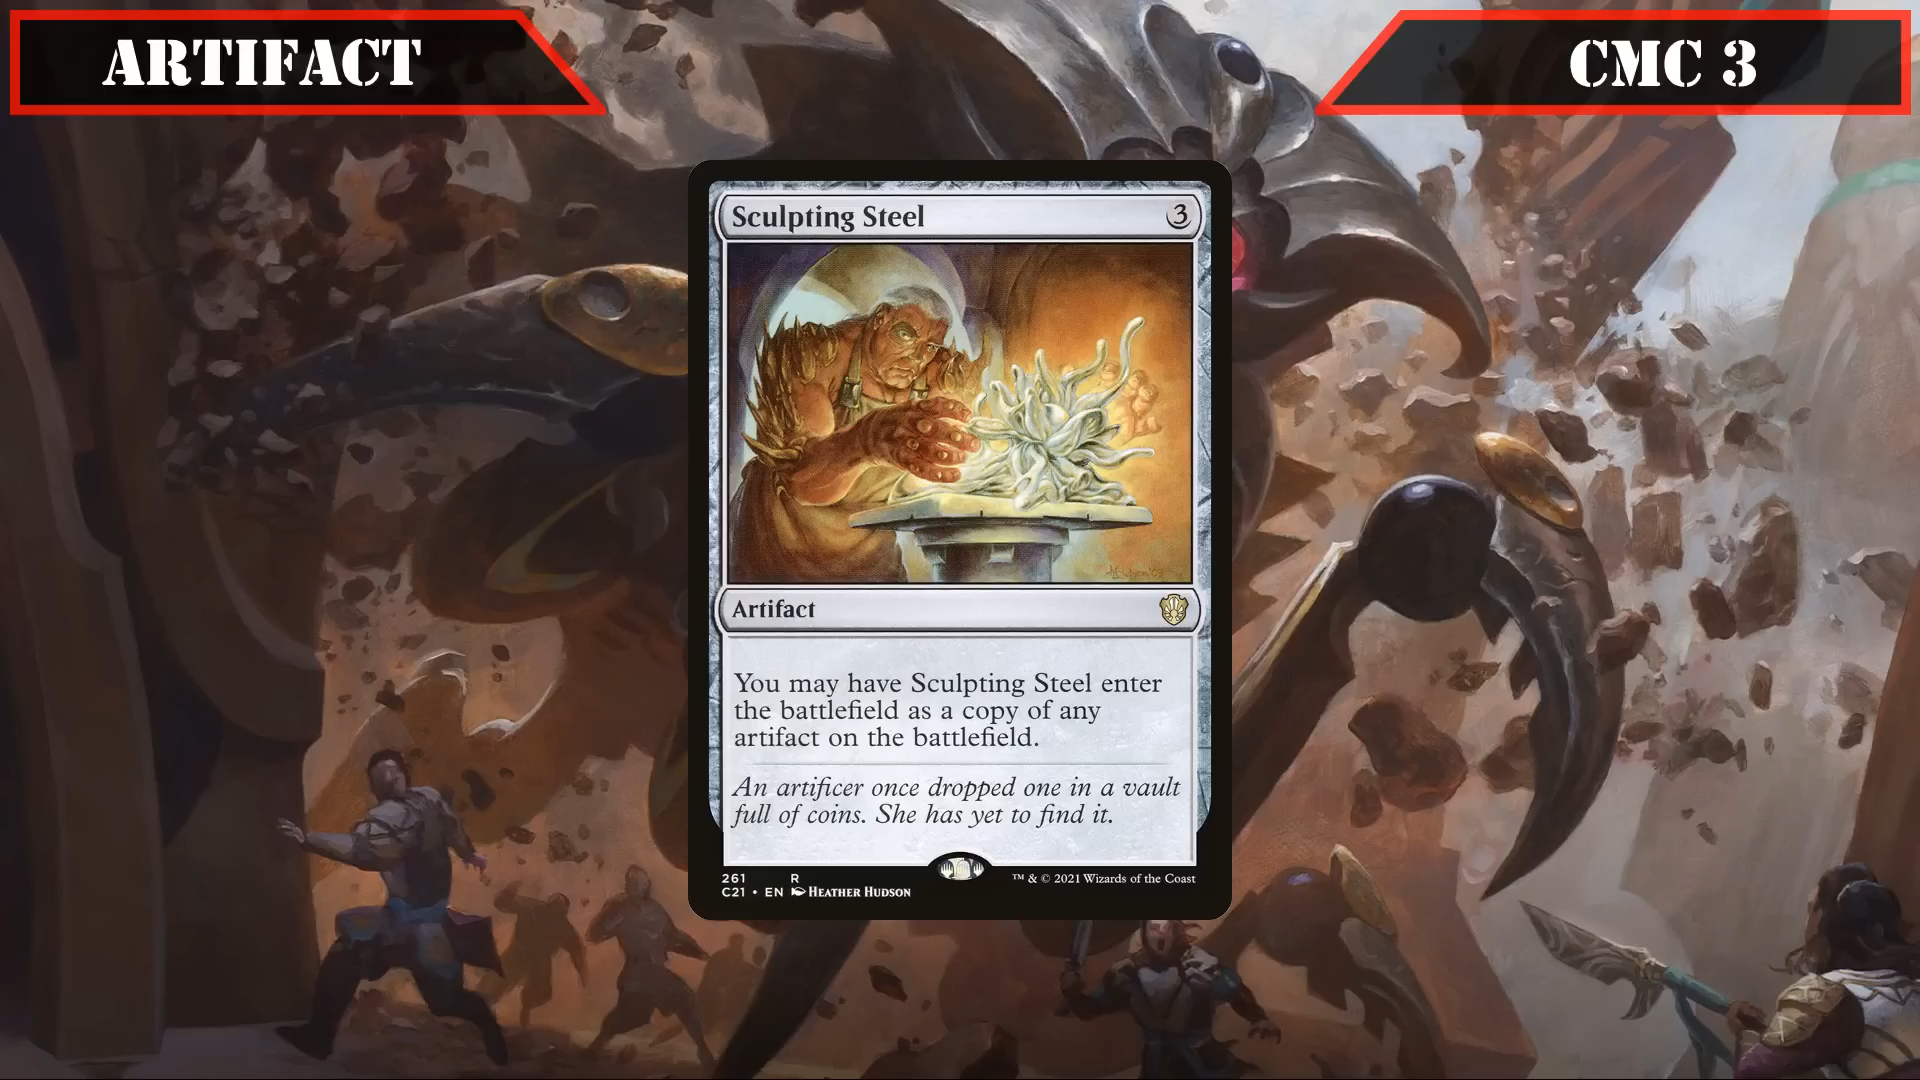 ARTIFACT
CMC 3
Sculpting Steel
3
Artifact
You may have Sculpting Steel enter
the battlefield as a copy of any
artifact on the battlefield.
An artificer once dropped one in a vault
full of coins. She has yet to find it.
261 R
C21 • EN HEATHER HUDSON
™ & © 2021 Wizards of the Coast